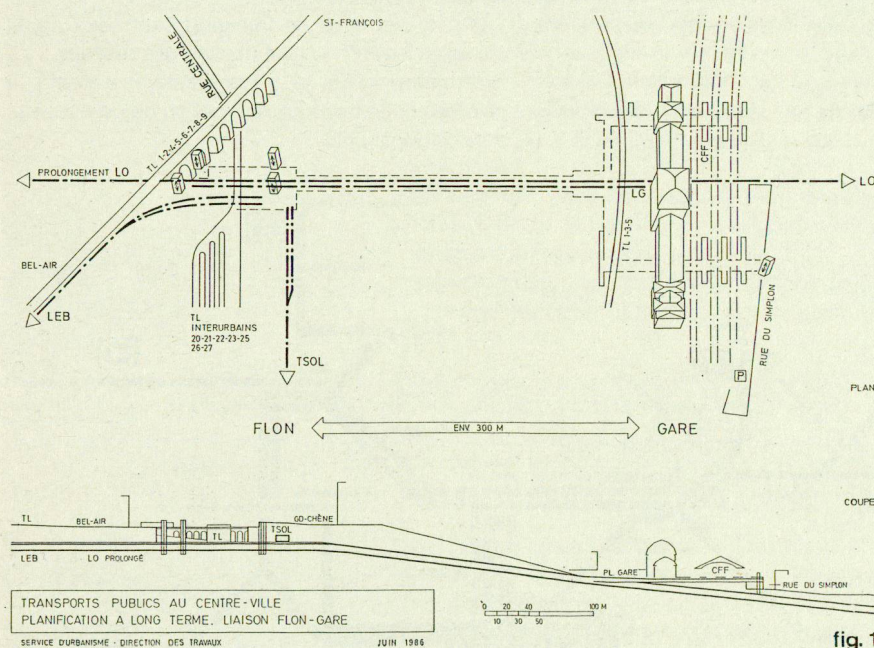 ST-FRANÇOIS
RUE CENTRALE
TL 1-2-4-5-6-7-8-9
PROLONGEMENT LO
CFF
LG
LO
TL 1-3-5
BEL-AIR
LEB
TL
INTERURBAINS
20-21-22-23-25
26-27
TSOL
RUE DU SIMPLON
P
PLAN
FLON
ENV. 300 M
GARE
COUPE
TL
BEL-AIR
GD-CHÊNE
TL
TSOL
LEB
LO PROLONGÉ
PL. GARE
CFF
RUE DU SIMPLON
TRANSPORTS PUBLICS AU CENTRE-VILLE
PLANIFICATION A LONG TERME. LIAISON FLON-GARE
0 20 40 100 M
10 30 50
SERVICE D'URBANISME - DIRECTION DES TRAVAUX JUIN 1986
fig. 1